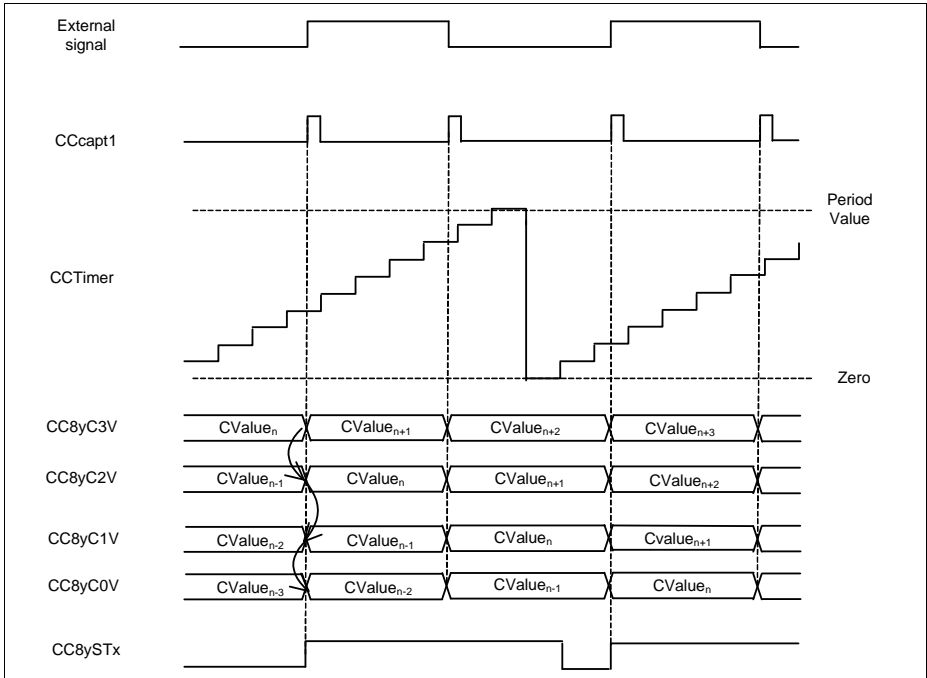 External
signal
CCcapt1
Period
Value
CCTimer
Zero
CC8yC3V CValueₙ CValueₙ₊₁ CValueₙ₊₂ CValueₙ₊₃
CC8yC2V CValueₙ₋₁ CValueₙ CValueₙ₊₁ CValueₙ₊₂
CC8yC1V CValueₙ₋₂ CValueₙ₋₁ CValueₙ Cvalueₙ₊₁
CC8yC0V CValueₙ₋₃ CValueₙ₋₂ CValueₙ₋₁ CValueₙ
CC8ySTx